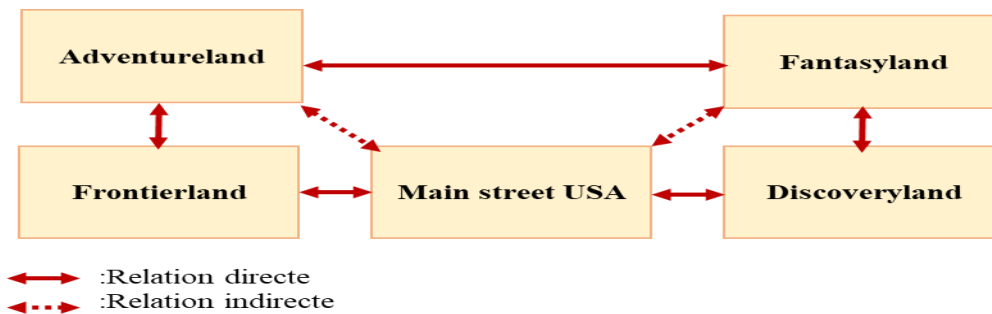 Adventureland
Fantasyland
Frontierland
Main street USA
Discoveryland
:Relation directe
:Relation indirecte